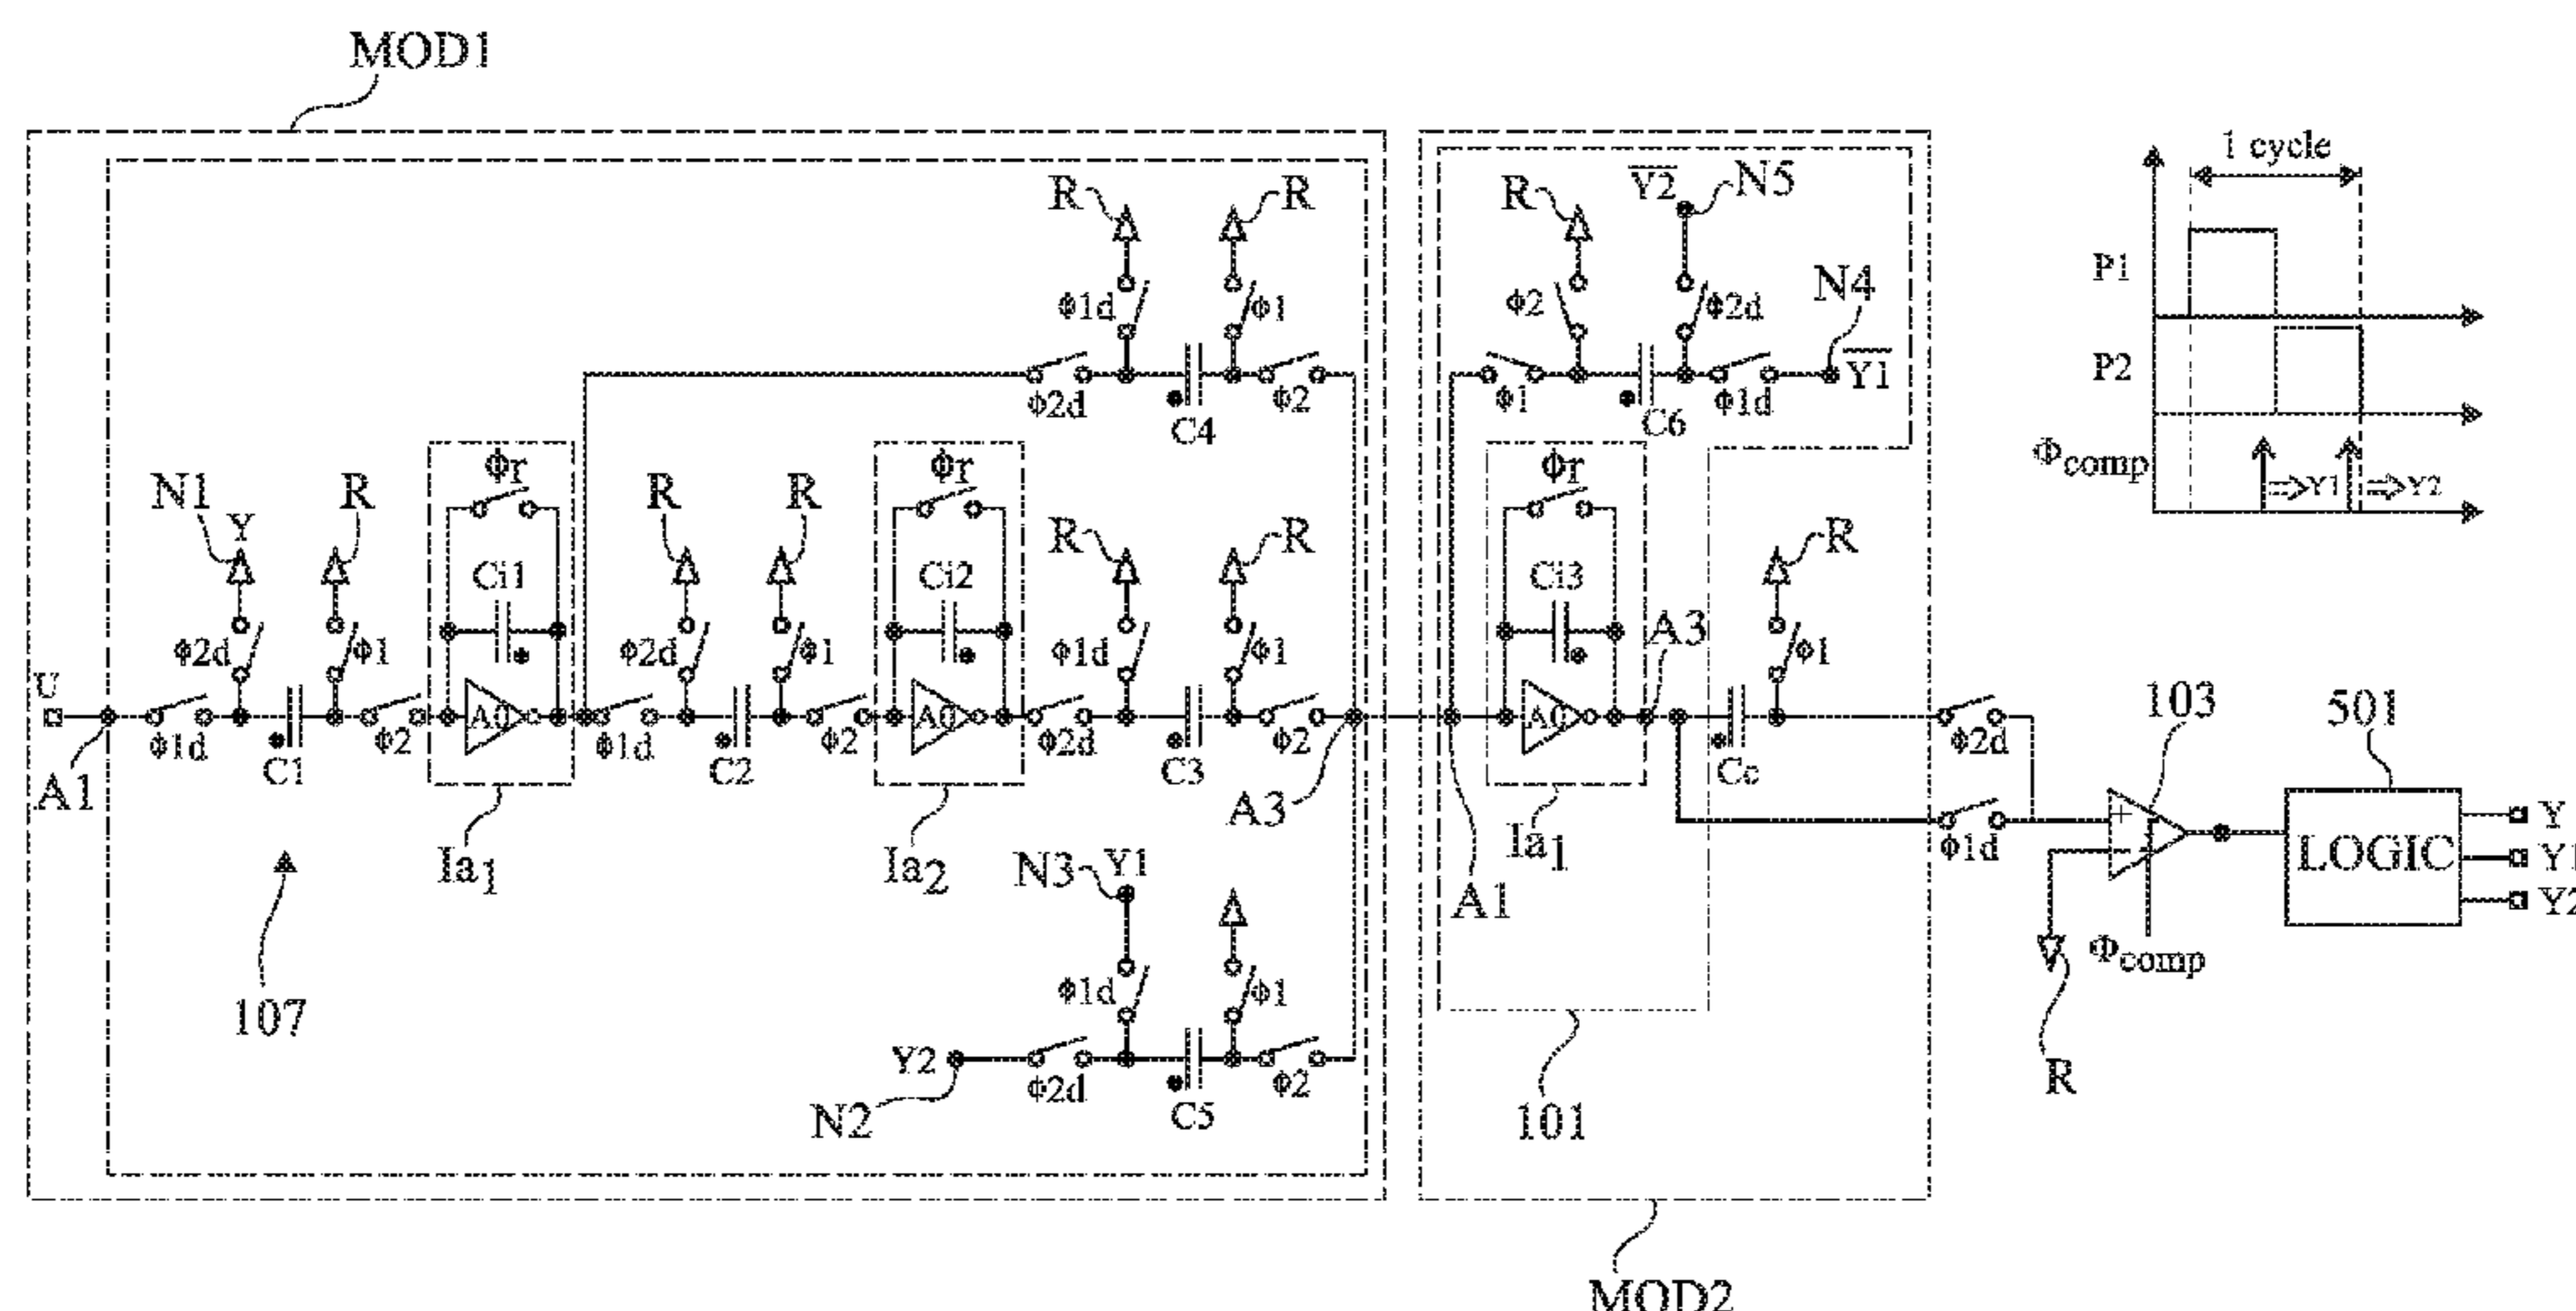 MOD1
1 cycle
R R R Y2 N5
P1
N4
ϕ1d ϕ1 ϕ2 ϕ2d
P2
ϕ2d C4 ϕ2 ϕ1 C6 ϕ1d Y1
Φcomp
⇒Y1 ⇒Y2
N1 Y R ϕr R R ϕr R R ϕr R
Ci1 Ci2 Ci3
A3
ϕ2d ϕ1 ϕ2d ϕ1 ϕ1d ϕ1 ϕ1
U A0 A0 A0 103 501
A1 ϕ1d C1 ϕ2 ϕ1d C2 ϕ2 ϕ2d C3 ϕ2 Cc ϕ2d
A3
+ -
Ia1 Ia2 Ia1 ϕ1d LOGIC Y
Y1
Y2
N3 Y1 A1
R Φcomp
107 ϕ1d ϕ1
Y2 ϕ2d C5 ϕ2
N2 101
MOD2